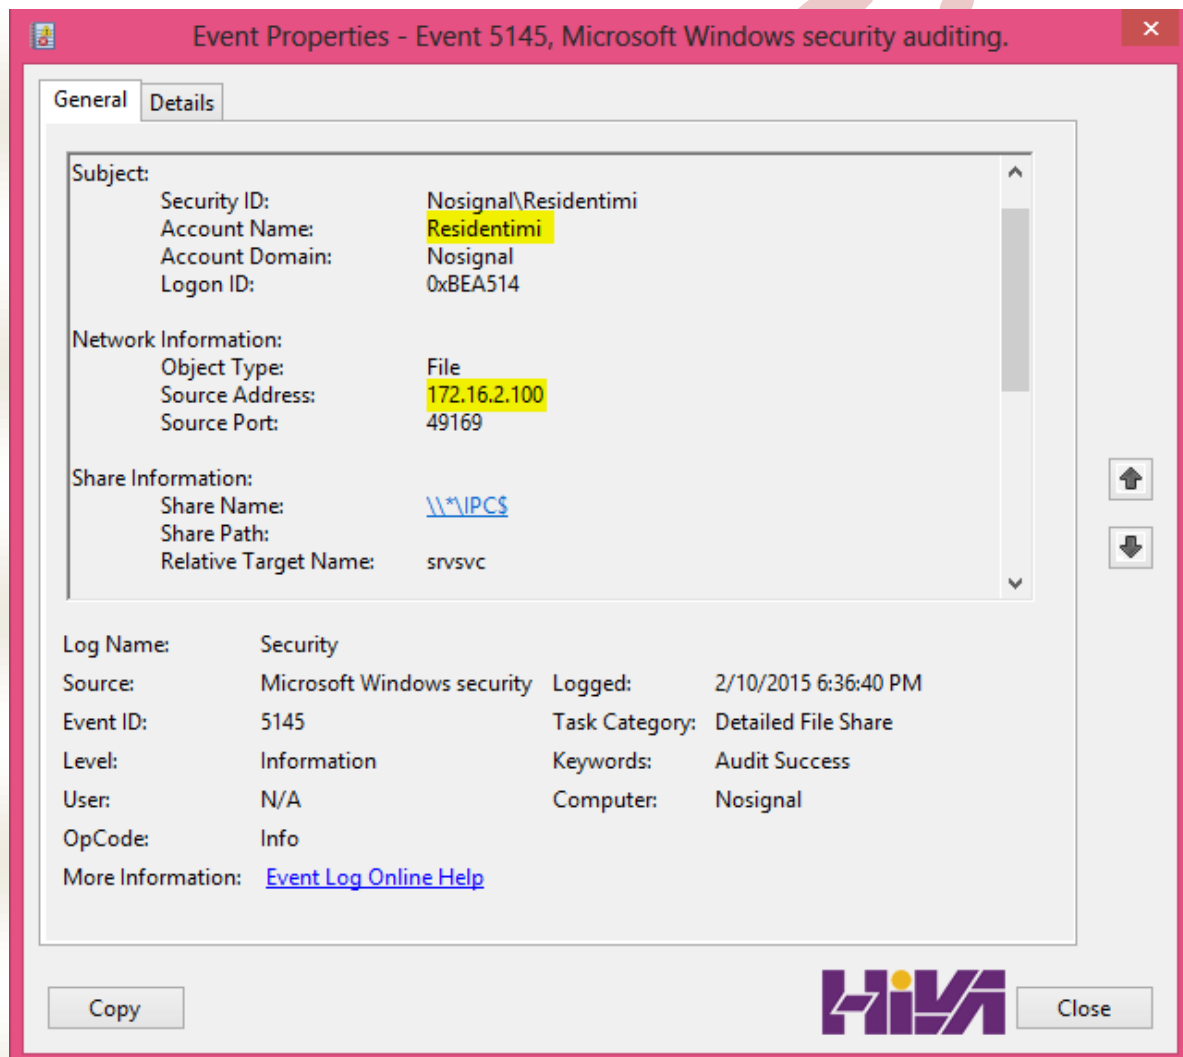 Event Properties - Event 5145, Microsoft Windows security auditing.
General Details
Subject:
Security ID: Nosignal\Residentimi
Account Name: Residentimi
Account Domain: Nosignal
Logon ID: 0xBEA514
Network Information:
Object Type: File
Source Address: 172.16.2.100
Source Port: 49169
Share Information:
Share Name: \\*\IPC$
Share Path:
Relative Target Name: srvsvc
Log Name: Security
Source: Microsoft Windows security Logged: 2/10/2015 6:36:40 PM
Event ID: 5145 Task Category: Detailed File Share
Level: Information Keywords: Audit Success
User: N/A Computer: Nosignal
OpCode: Info
More Information: Event Log Online Help
Copy HiVA Close